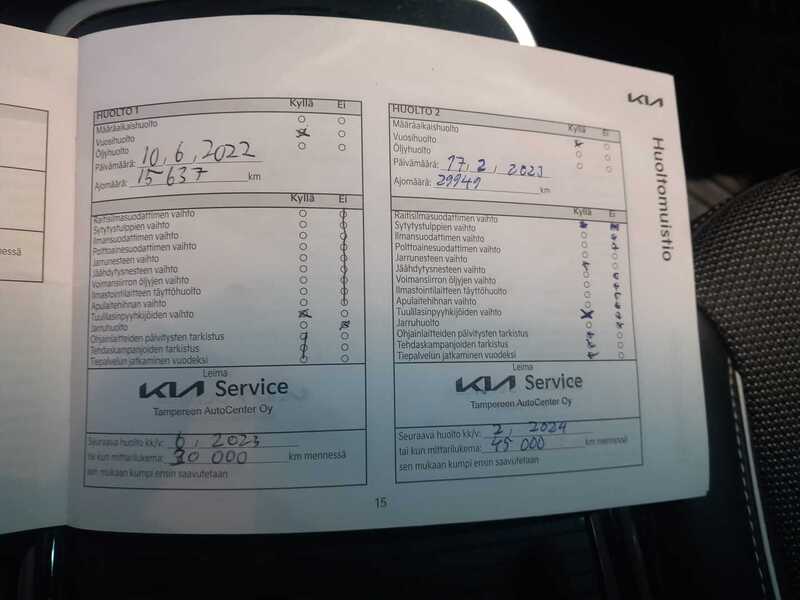 KIA
Huoltomuistio
HUOLTO 1 Kyllä Ei
Määräaikaishuolto
Vuosihuolto
Öljyhuolto
Päivämäärä: 10, 6, 2022
Ajomäärä: 15 637 km
Kyllä Ei
Raitisilmasuodattimen vaihto
Sytytystulppien vaihto
Ilmansuodattimen vaihto
Polttoainesuodattimen vaihto
Jarrunesteen vaihto
Jäähdytysnesteen vaihto
Voimansiirron öljyjen vaihto
Ilmastointilaitteen täyttöhuolto
Apulaitehihnan vaihto
Tuulilasinpyyhkijöiden vaihto
Jarruhuolto
Ohjainlaitteiden päivitysten tarkistus
Tehdaskampanjoiden tarkistus
Tiepalvelun jatkaminen vuodeksi
Leima
KIA Service
Tampereen AutoCenter Oy
Seuraava huolto kk/v: 6, 2023
tai kun mittarilukema: 30 000 km mennessä
sen mukaan kumpi ensin saavutetaan
HUOLTO 2 Kyllä Ei
Määräaikaishuolto
Vuosihuolto
Öljyhuolto
Päivämäärä: 17, 2, 2023
Ajomäärä: 29949 km
Kyllä Ei
Raitisilmasuodattimen vaihto
Sytytystulppien vaihto
Ilmansuodattimen vaihto
Polttoainesuodattimen vaihto
Jarrunesteen vaihto
Jäähdytysnesteen vaihto
Voimansiirron öljyjen vaihto
Ilmastointilaitteen täyttöhuolto
Apulaitehihnan vaihto
Tuulilasinpyyhkijöiden vaihto
Jarruhuolto
Ohjainlaitteiden päivitysten tarkistus
Tehdaskampanjoiden tarkistus
Tiepalvelun jatkaminen vuodeksi
Leima
KIA Service
Tampereen AutoCenter Oy
Seuraava huolto kk/v: 2, 2024
tai kun mittarilukema: 45 000 km mennessä
sen mukaan kumpi ensin saavutetaan
mennessä
15